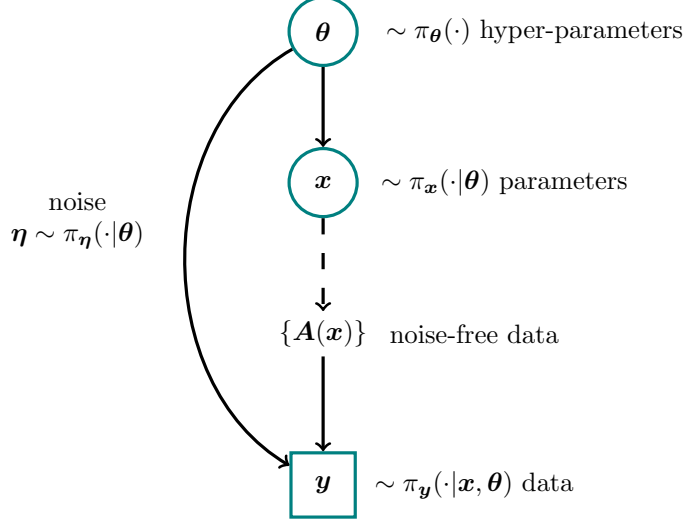 θ ∼ π_θ(·) hyper-parameters
x ∼ π_x(·|θ) parameters
noise
η ∼ π_η(·|θ)
{A(x)} noise-free data
y ∼ π_y(·|x, θ) data